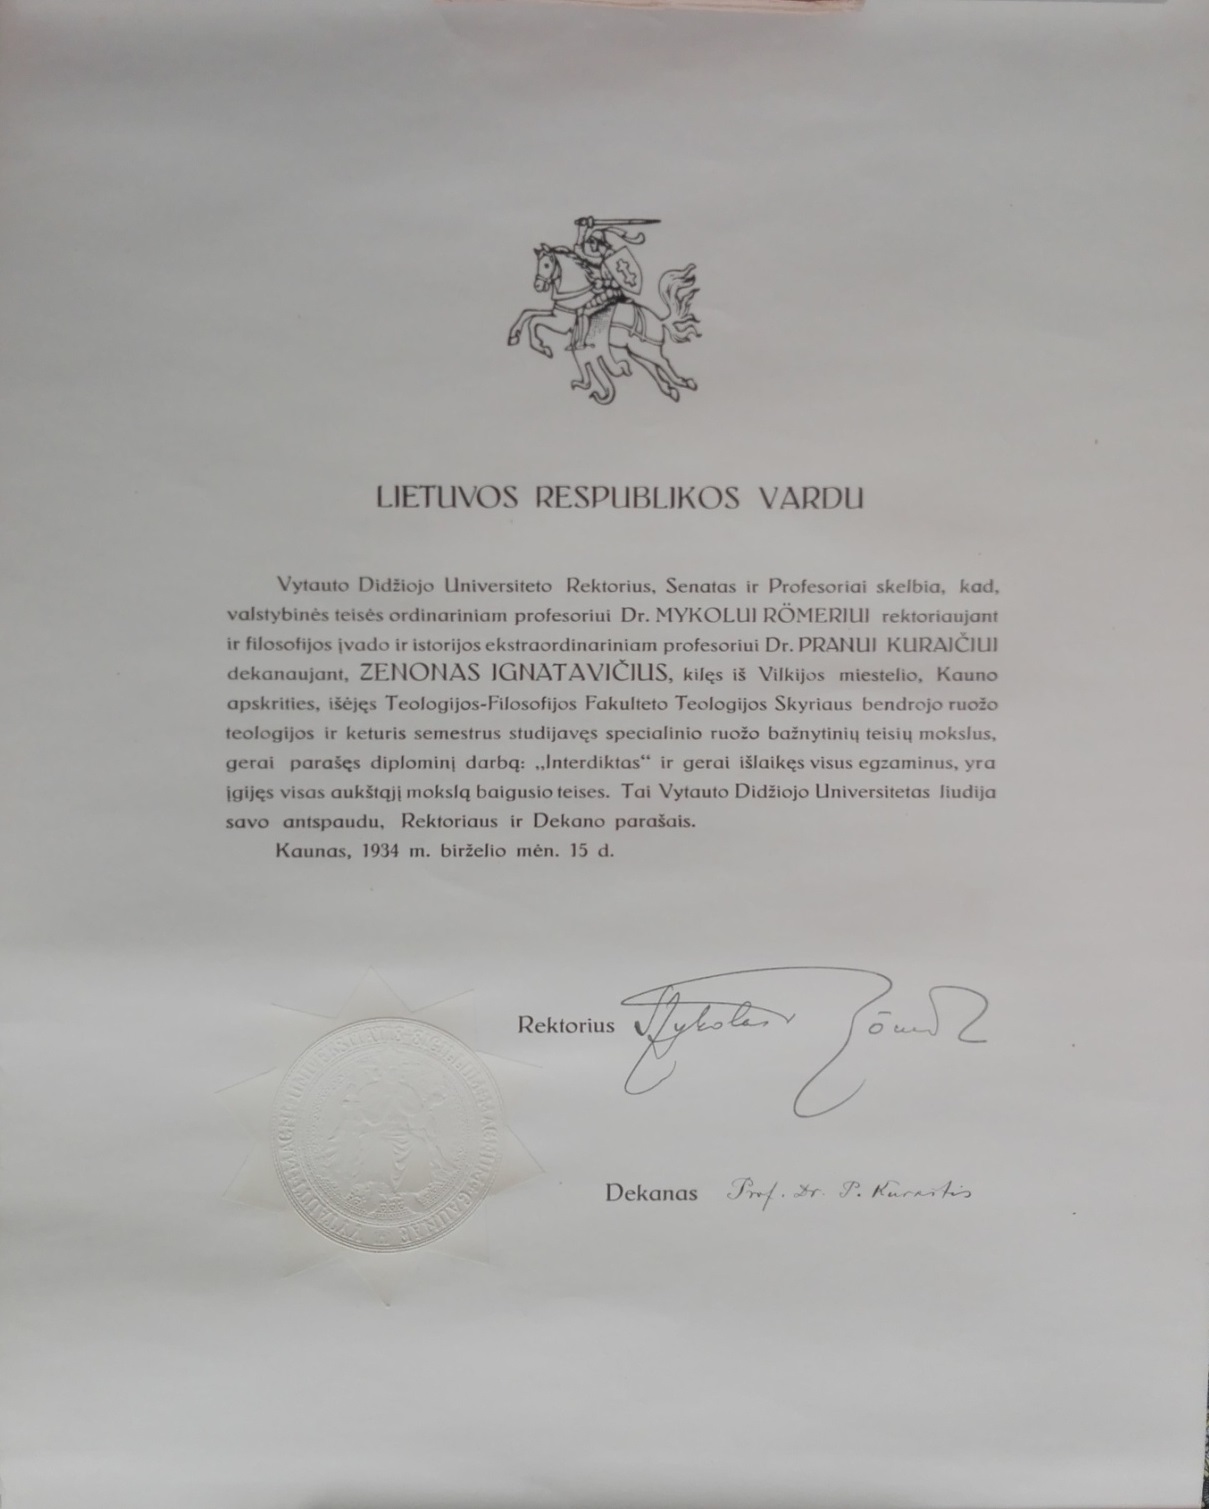 LIETUVOS RESPUBLIKOS VARDU
Vytauto Didžiojo Universiteto Rektorius, Senatas ir Profesoriai skelbia, kad,
valstybinės teisės ordinariniam profesoriui Dr. MYKOLUI RÖMERIUI rektoriaujant
ir filosofijos įvado ir istorijos ekstraordinariniam profesoriui Dr. PRANUI KURAIČIUI
dekanaujant, ZENONAS IGNATAVIČIUS, kilęs iš Vilkijos miestelio, Kauno
apskrities, išėjęs Teologijos-Filosofijos Fakulteto Teologijos Skyriaus bendrojo ruožo
teologijos ir keturis semestrus studijavęs specialinio ruožo bažnytinių teisių mokslus,
gerai parašęs diplominį darbą: „Interdiktas“ ir gerai išlaikęs visus egzaminus, yra
įgijęs visas aukštąjį mokslą baigusio teises. Tai Vytauto Didžiojo Universitetas liudija
savo antspaudu, Rektoriaus ir Dekano parašais.
Kaunas, 1934 m. birželio mėn. 15 d.
Rektorius Mykolas Römeris
Dekanas Prof. Dr. P. Kuraitis